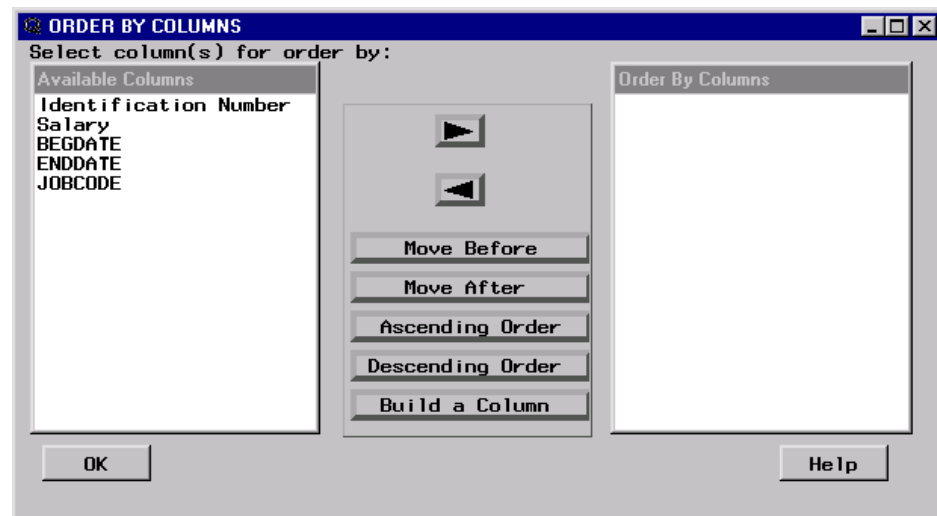 ORDER BY COLUMNS
Select column(s) for order by:
Available Columns
Identification Number
Salary
BEGDATE
ENDDATE
JOBCODE
Move Before
Move After
Ascending Order
Descending Order
Build a Column
Order By Columns
OK
Help